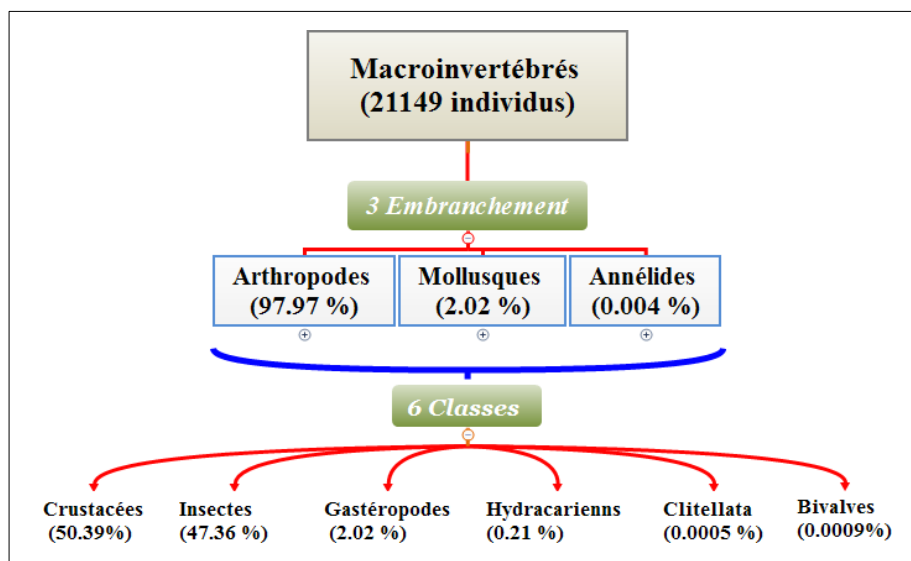 Macroinvertébrés
(21149 individus)
3 Embranchement
Arthropodes
(97.97 %)
Mollusques
(2.02 %)
Annélides
(0.004 %)
6 Classes
Crustacées
(50.39%)
Insectes
(47.36 %)
Gastéropodes
(2.02 %)
Hydracarienns
(0.21 %)
Clitellata
(0.0005 %)
Bivalves
(0.0009%)